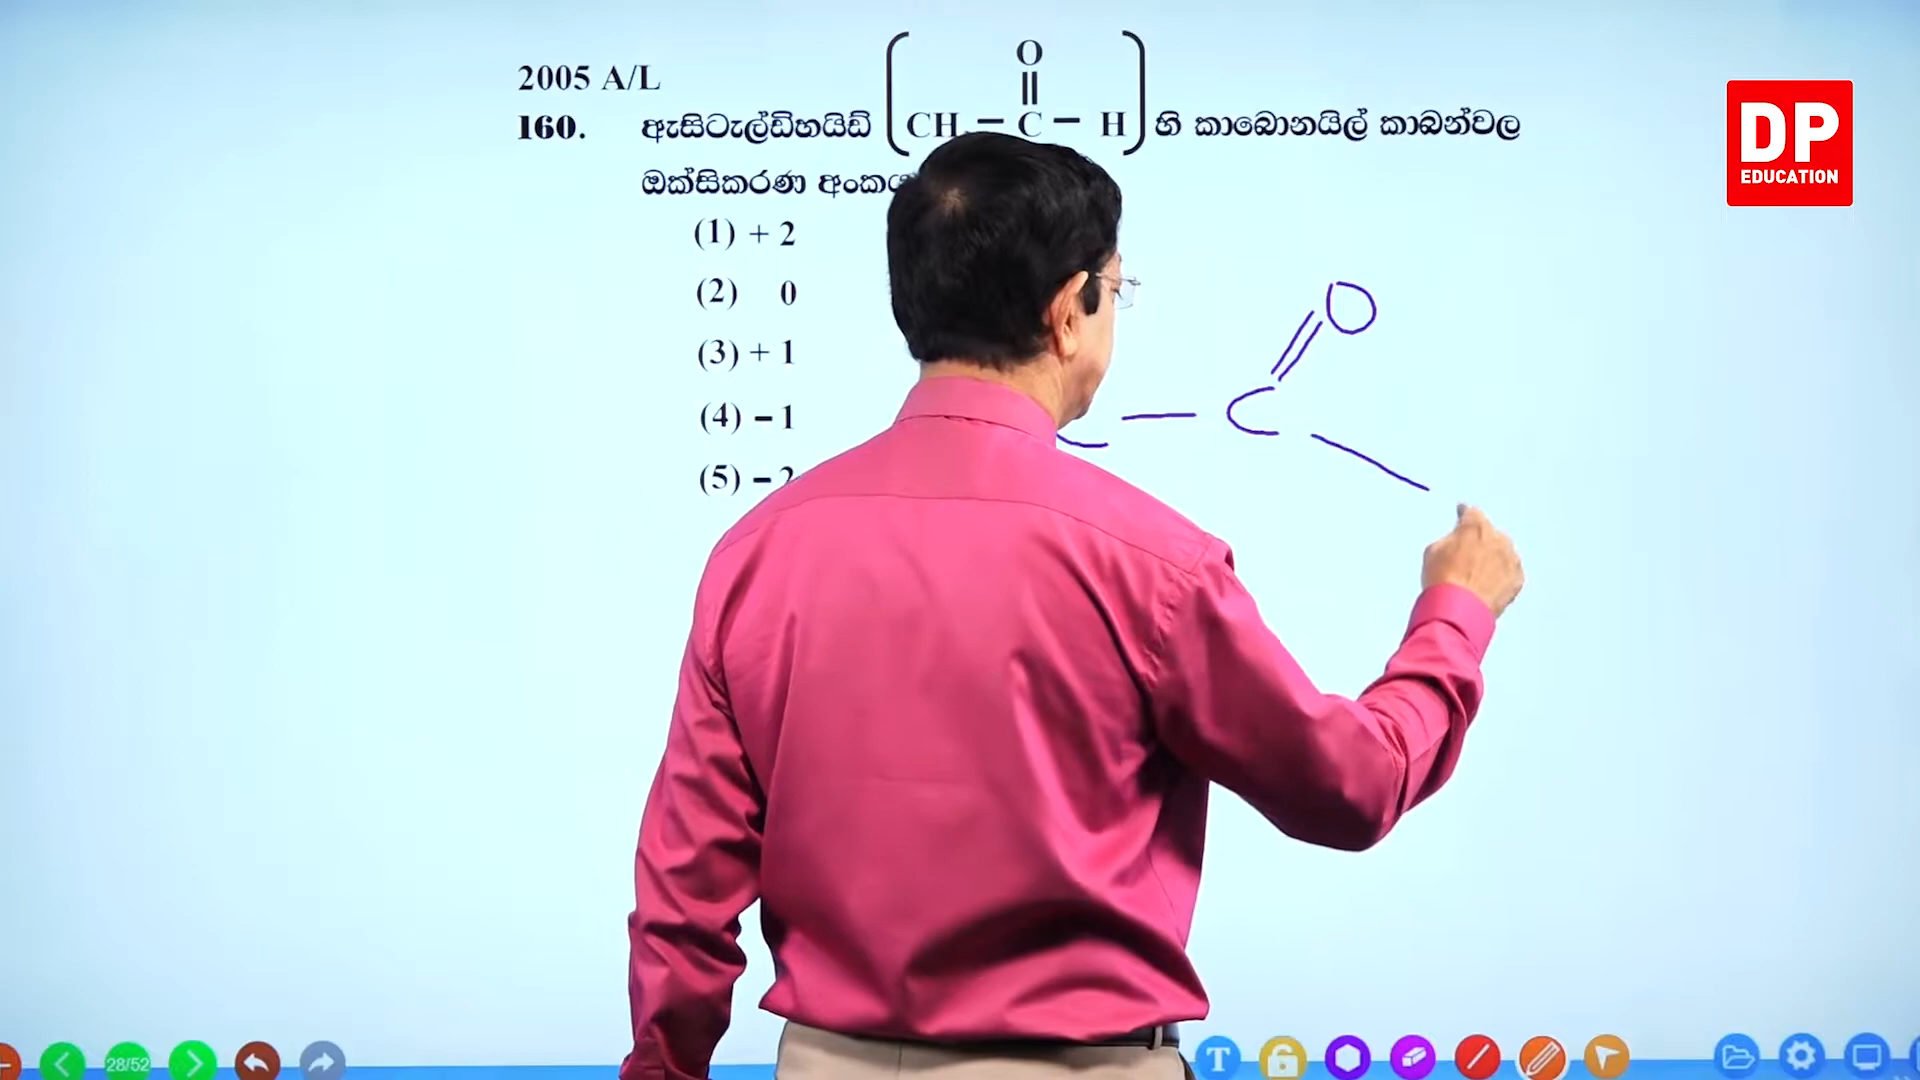 2005 A/L
O
160. ඇසිටැල්ඩිහයිඩ් CH – C – H හි කාබොනයිල් කාබන්වල
ඔක්සිකරණ
(1) + 2
(2) 0
(3) + 1
(4) – 1
(5) – 2
O
C – C
DP
EDUCATION
28/52
T